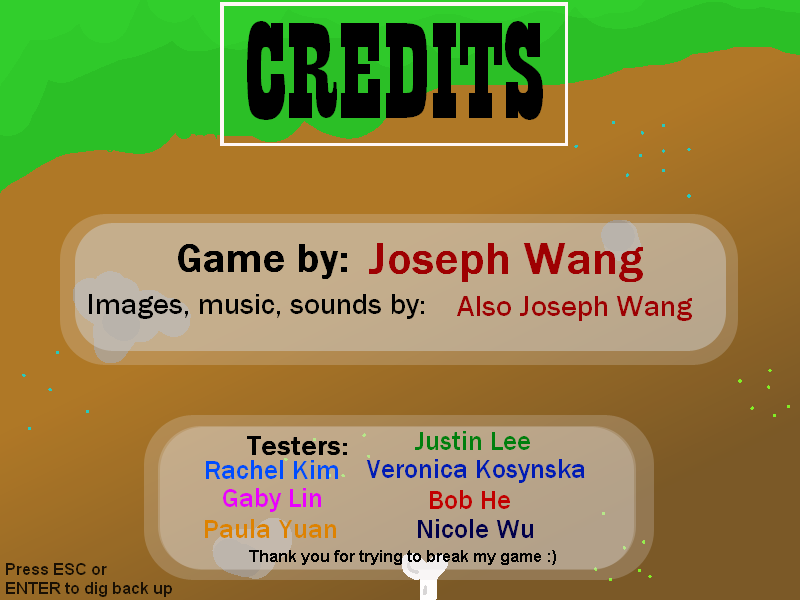 CREDITS
Game by: Joseph Wang
Images, music, sounds by: Also Joseph Wang
Testers:
Justin Lee
Rachel Kim
Veronica Kosynska
Gaby Lin
Bob He
Paula Yuan
Nicole Wu
Thank you for trying to break my game :)
Press ESC or
ENTER to dig back up